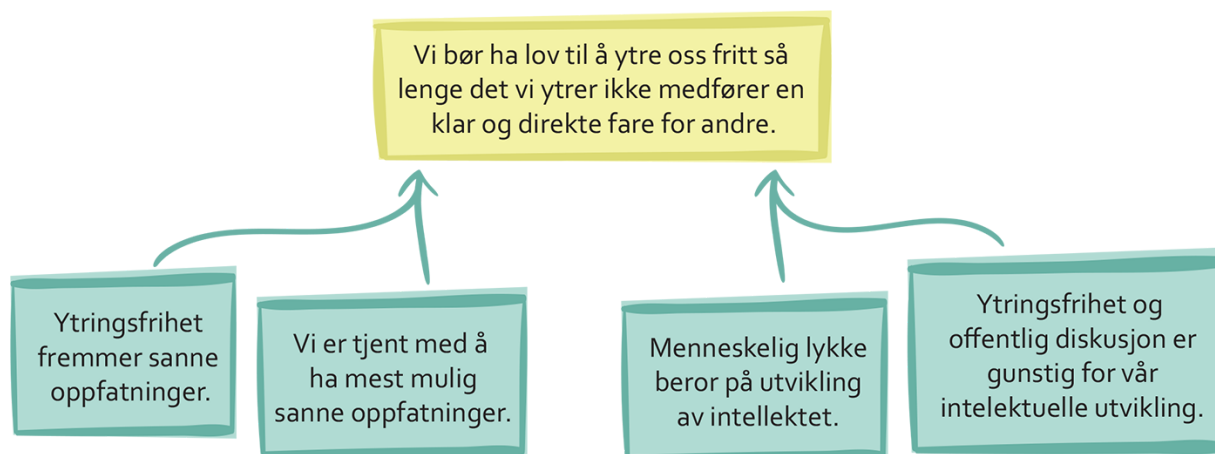 Vi bør ha lov til å ytre oss fritt så
lenge det vi ytrer ikke medfører en
klar og direkte fare for andre.
Ytringsfrihet
fremmer sanne
oppfatninger.
Vi er tjent med å
ha mest mulig
sanne oppfatninger.
Menneskelig lykke
beror på utvikling
av intellektet.
Ytringsfrihet og
offentlig diskusjon er
gunstig for vår
intelektuelle utvikling.